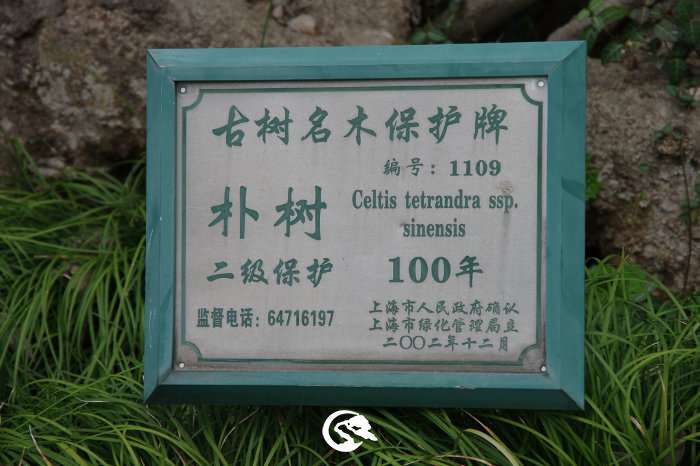 古树名木保护牌
编号：1109
朴树
Celtis tetrandra ssp.
sinensis
二级保护
100年
监督电话：64716197
上海市人民政府确认
上海市绿化管理局立
二〇〇二年十二月